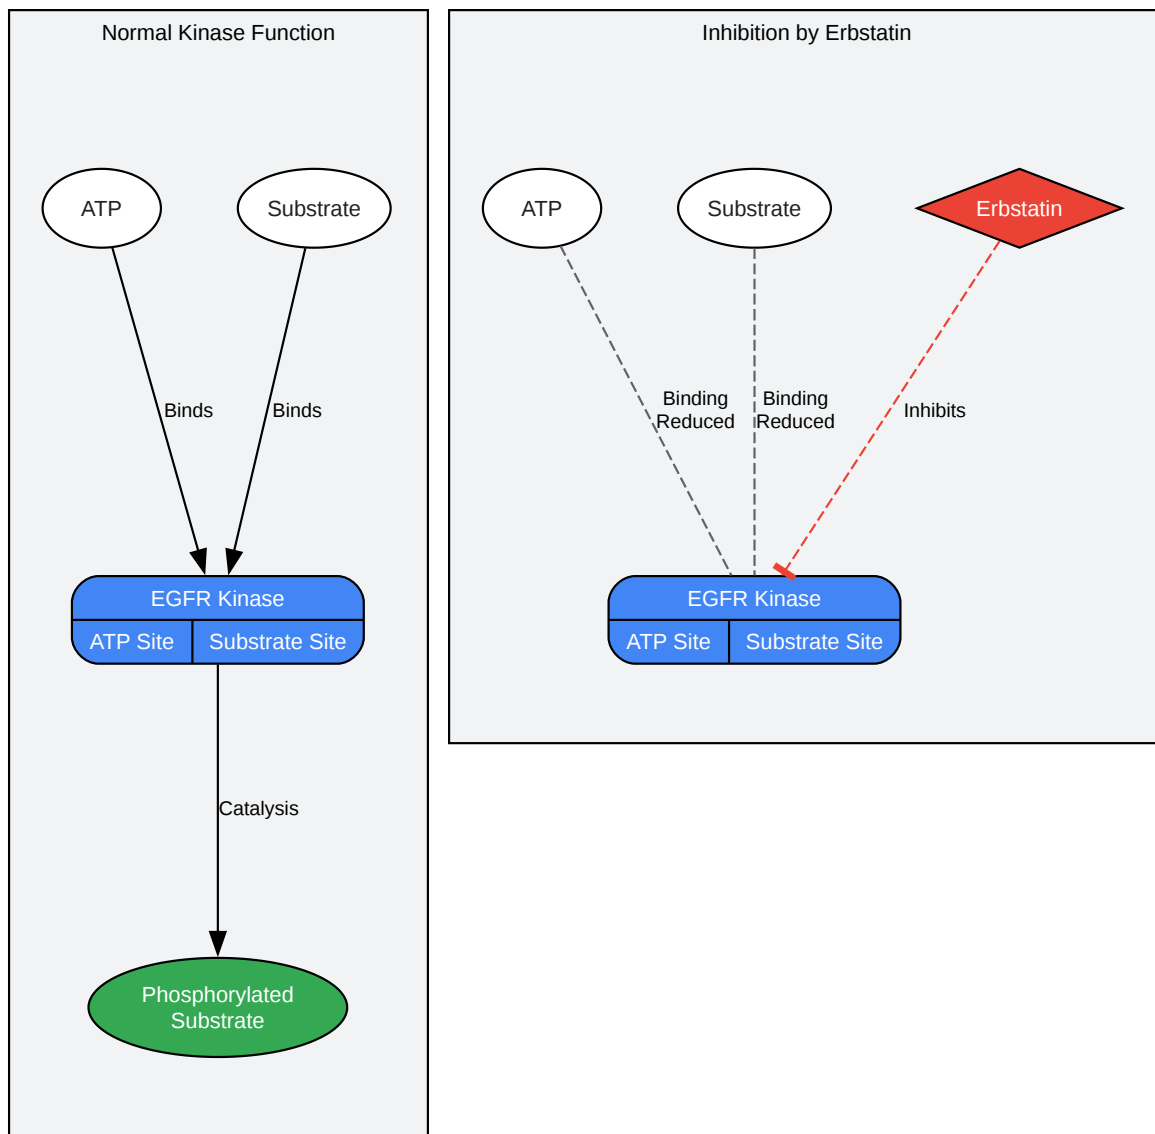 Normal Kinase Function
ATP
Substrate
Binds
Binds
EGFR Kinase
ATP Site
Substrate Site
Catalysis
Phosphorylated
Substrate
Inhibition by Erbstatin
ATP
Substrate
Erbstatin
Binding
Reduced
Binding
Reduced
Inhibits
EGFR Kinase
ATP Site
Substrate Site